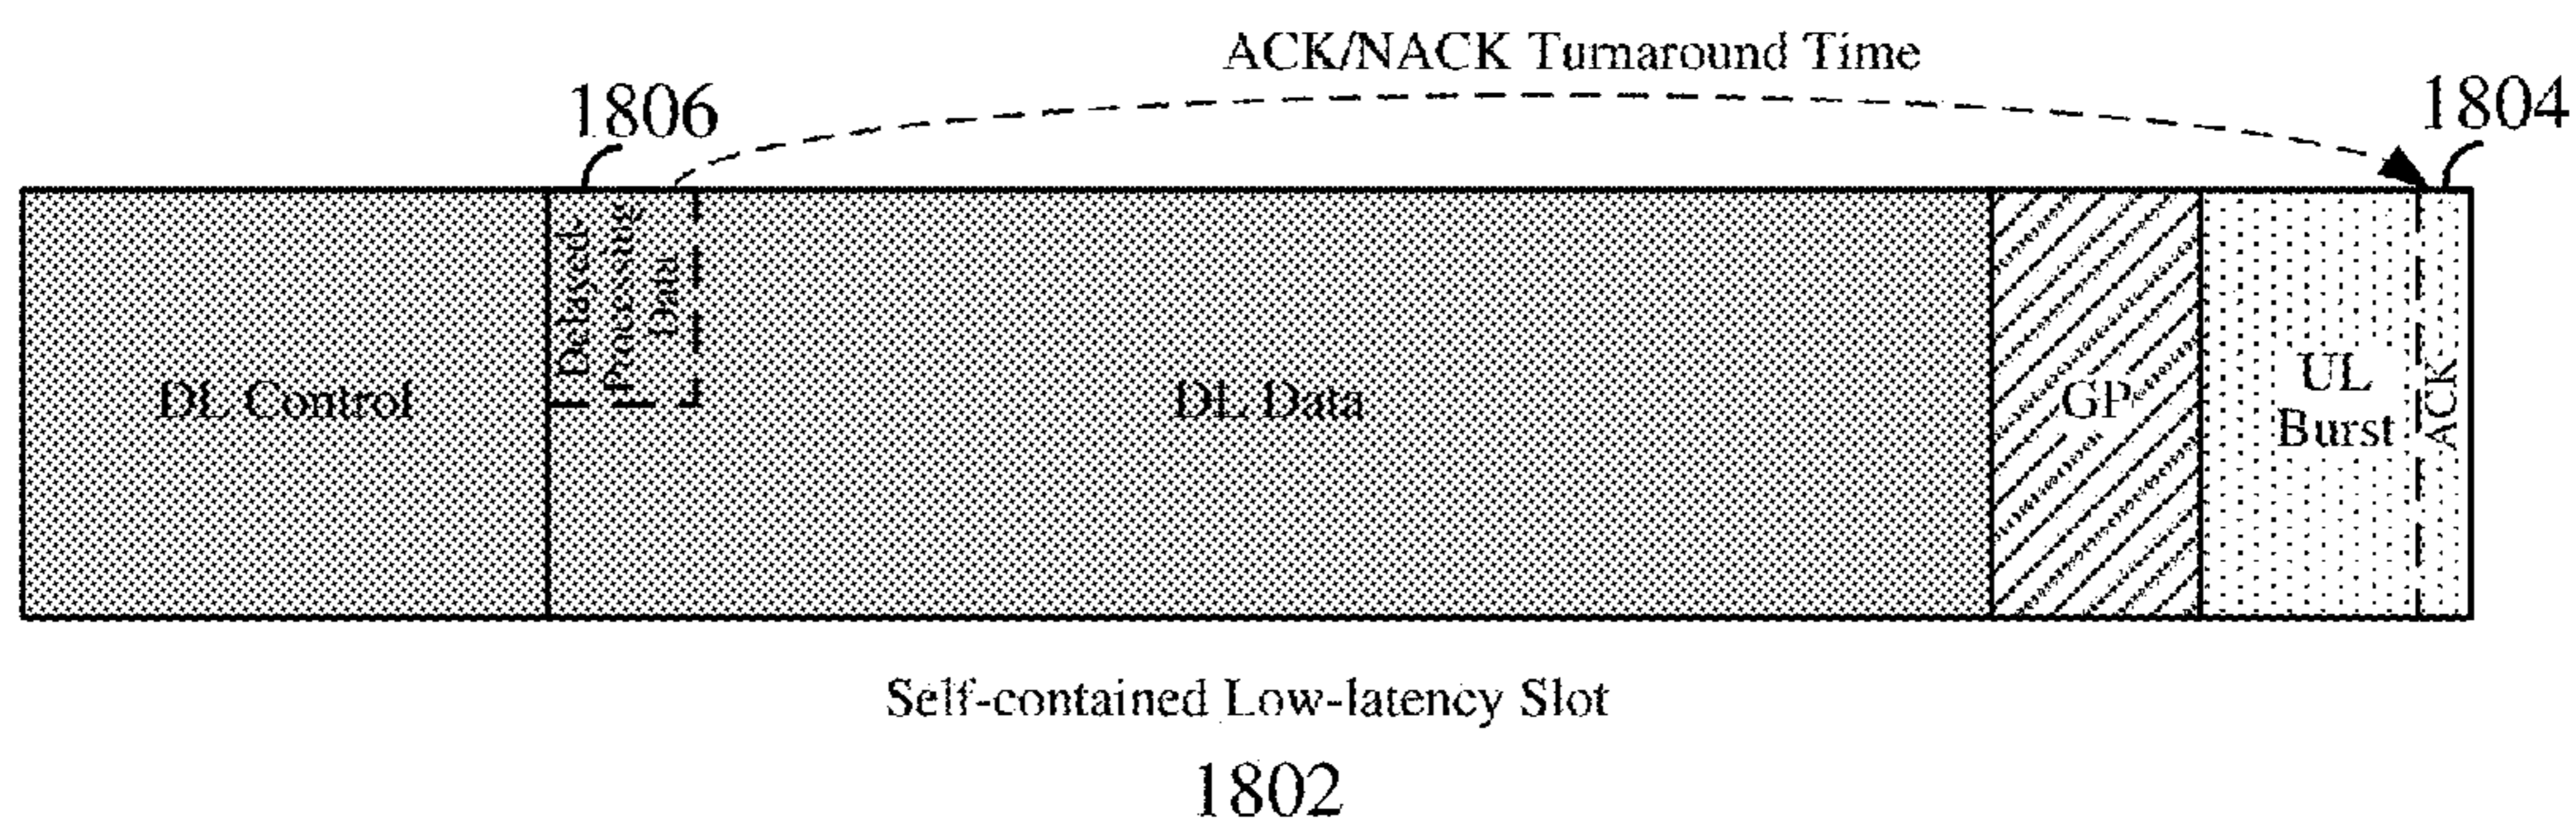 ACK/NACK Turnaround Time
1806
1804
Delayed-
Processing
Data
DL Control
DL Data
GP
UL
Burst
ACK
Self-contained Low-latency Slot
1802